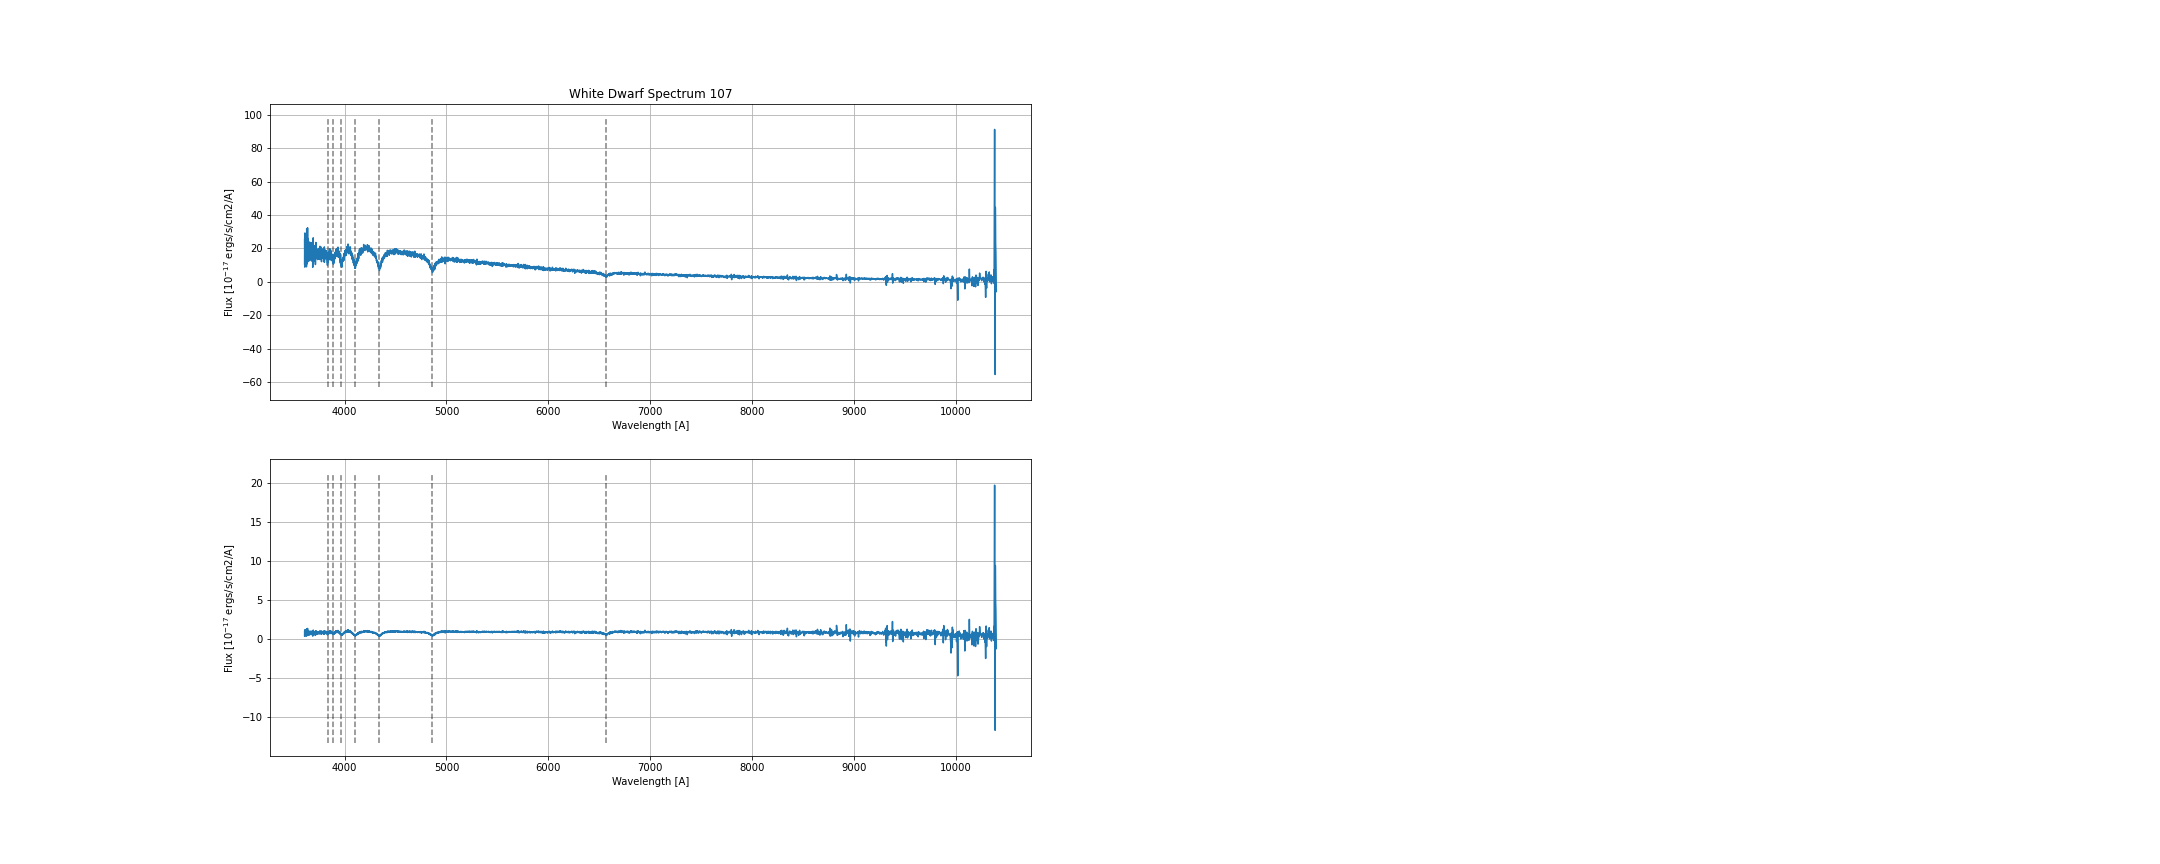 White Dwarf Spectrum 107
100
80
60
40
20
0
−20
−40
−60
Flux [10⁻¹⁷ ergs/s/cm2/A]
4000 5000 6000 7000 8000 9000 10000
Wavelength [A]
20
15
10
5
0
−5
−10
Flux [10⁻¹⁷ ergs/s/cm2/A]
4000 5000 6000 7000 8000 9000 10000
Wavelength [A]